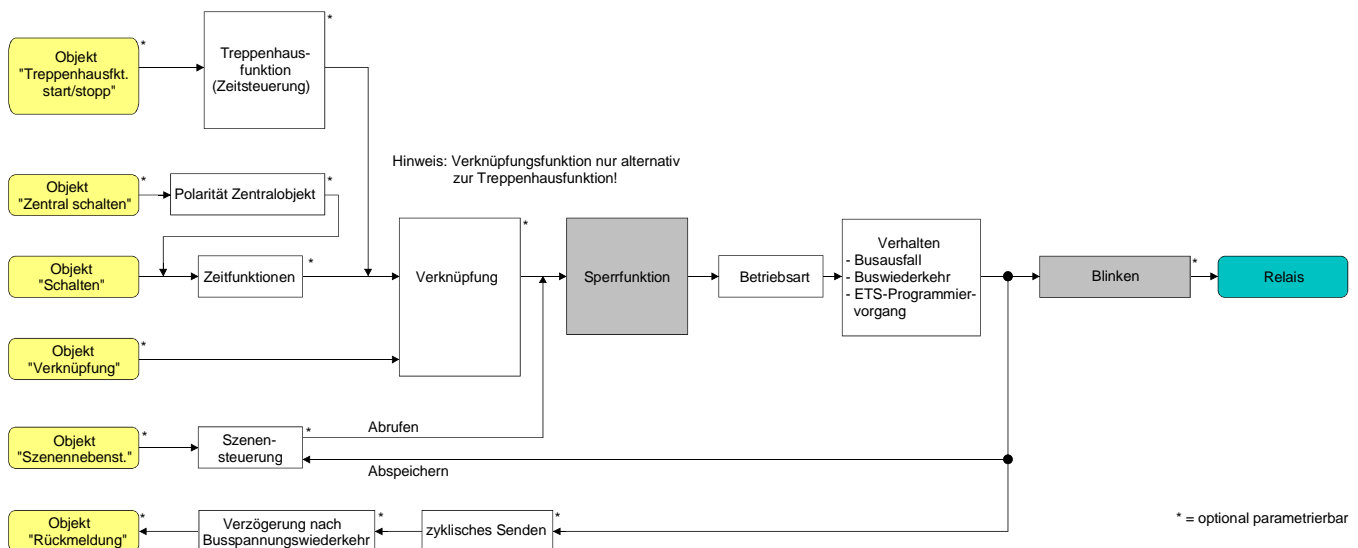 *
*
Objekt
"Treppenhausfkt.
start/stopp"
Treppenhaus-
funktion
(Zeitsteuerung)
Hinweis: Verknüpfungsfunktion nur alternativ
zur Treppenhausfunktion!
*
*
Objekt
"Zentral schalten"
Polarität Zentralobjekt
*
*
*
Objekt
"Schalten"
Zeitfunktionen
Verknüpfung
Sperrfunktion
Betriebsart
Verhalten
- Busausfall
- Buswiederkehr
- ETS-Programmier-
vorgang
*
Blinken
Relais
*
Objekt
"Verknüpfung"
*
*
Objekt
"Szenennebenst."
Szenen-
steuerung
Abrufen
Abspeichern
*
*
*
Objekt
"Rückmeldung"
Verzögerung nach
Busspannungswiederkehr
zyklisches Senden
* = optional parametrierbar